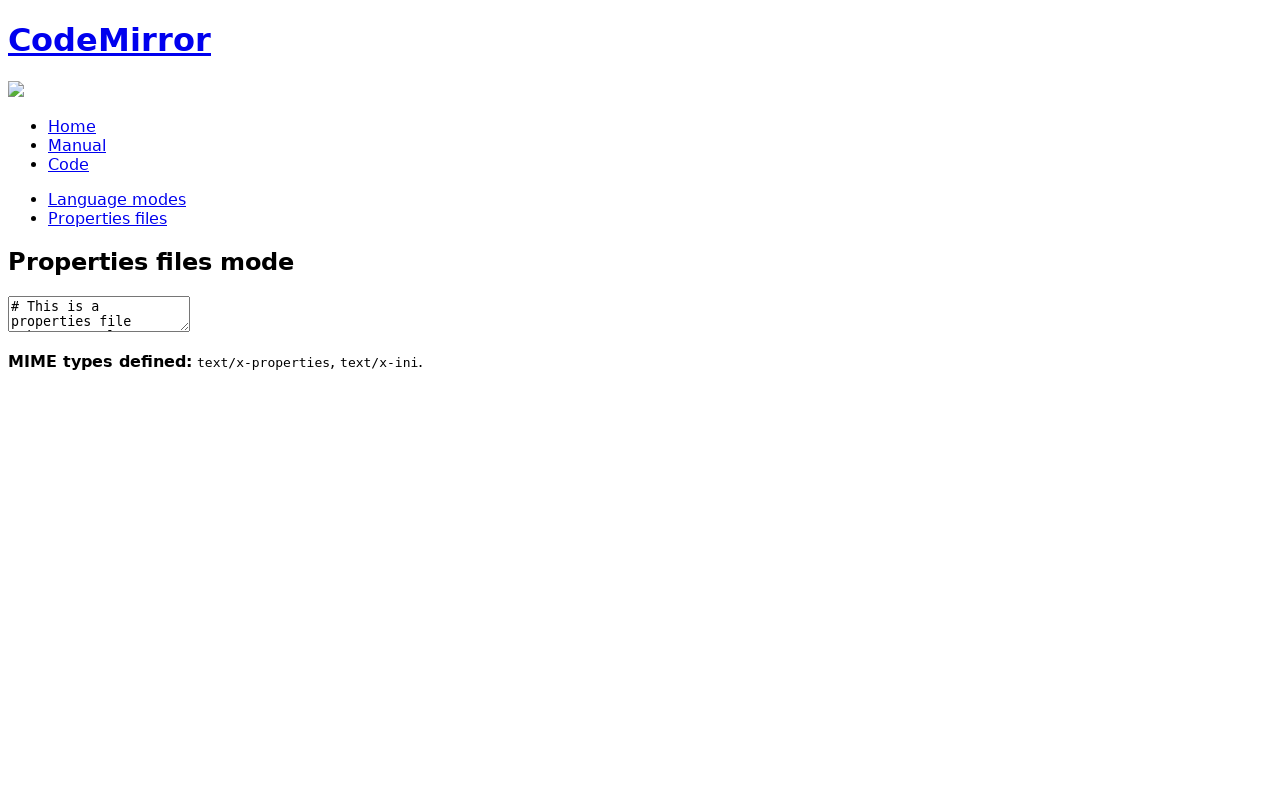 CodeMirror
Home
Manual
Code
Language modes
Properties files
Properties files mode
# This is a
properties file
MIME types defined: text/x-properties, text/x-ini.